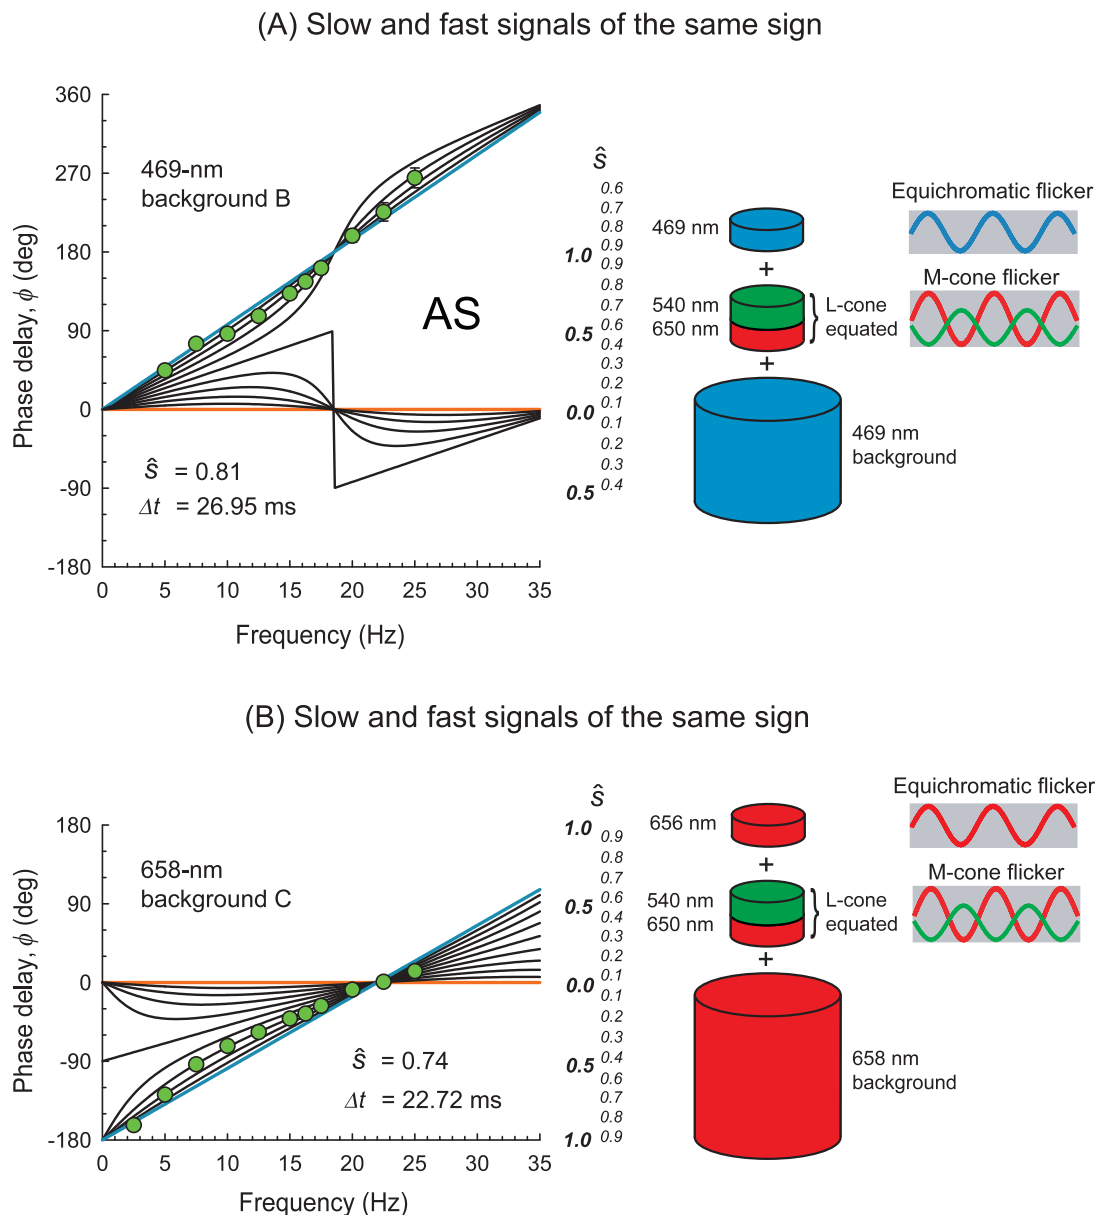 (A) Slow and fast signals of the same sign
360
270
180
90
0
-90
-180
Phase delay, ϕ (deg)
469-nm
background B
AS
ŝ = 0.81
Δt = 26.95 ms
0 5 10 15 20 25 30 35
Frequency (Hz)
ŝ
0.6
0.7
0.8
0.9
1.0
0.9
0.8
0.7
0.6
0.5
0.4
0.3
0.2
0.1
0.0
0.1
0.2
0.3
0.4
0.5
469 nm
+
540 nm
650 nm
L-cone
equated
+
469 nm
background
Equichromatic flicker
M-cone flicker
(B) Slow and fast signals of the same sign
180
90
0
-90
-180
Phase delay, ϕ (deg)
658-nm
background C
ŝ = 0.74
Δt = 22.72 ms
0 5 10 15 20 25 30 35
Frequency (Hz)
ŝ
1.0
0.9
0.8
0.7
0.6
0.5
0.4
0.3
0.2
0.1
0.0
0.1
0.2
0.3
0.4
0.5
0.6
0.7
0.8
0.9
1.0
656 nm
+
540 nm
650 nm
L-cone
equated
+
658 nm
background
Equichromatic flicker
M-cone flicker